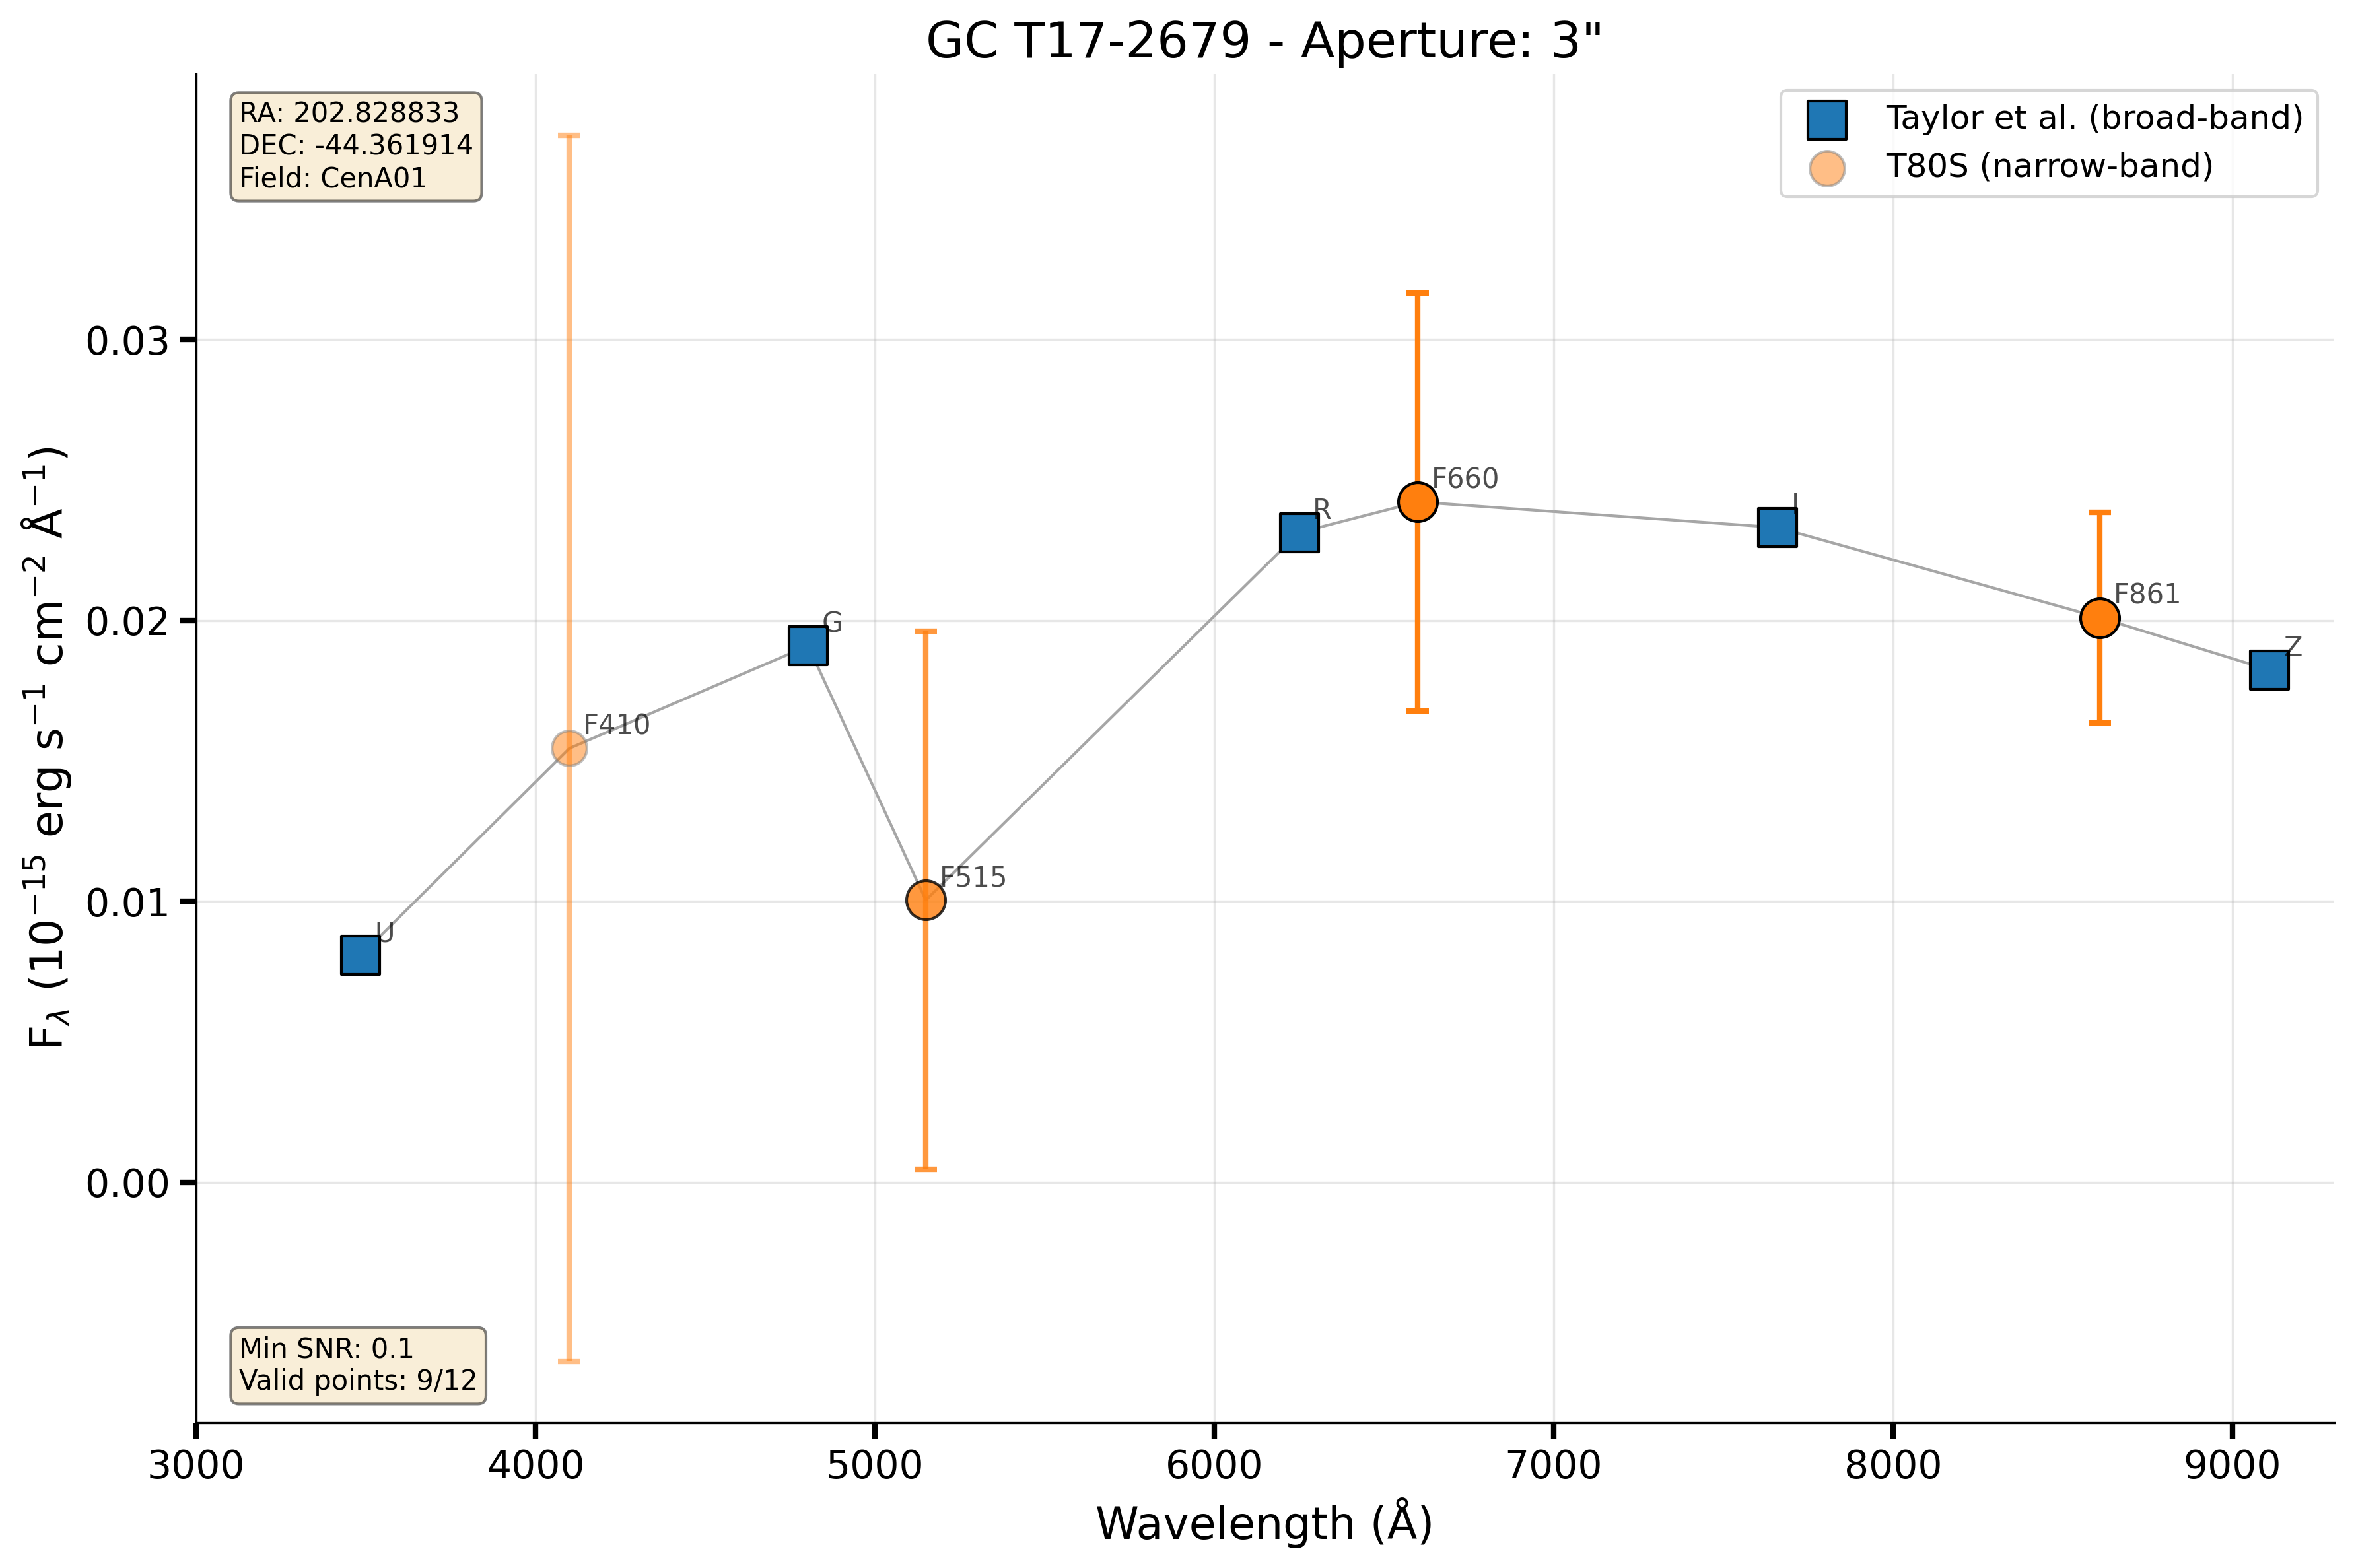 GC T17-2679 - Aperture: 3"
RA: 202.828833
DEC: -44.361914
Field: CenA01
Taylor et al. (broad-band)
T80S (narrow-band)
F660
R
I
F861
G
Z
F410
F515
U
Min SNR: 0.1
Valid points: 9/12
0.03
0.02
0.01
0.00
Fλ (10⁻¹⁵ erg s⁻¹ cm⁻² Å⁻¹)
3000 4000 5000 6000 7000 8000 9000
Wavelength (Å)